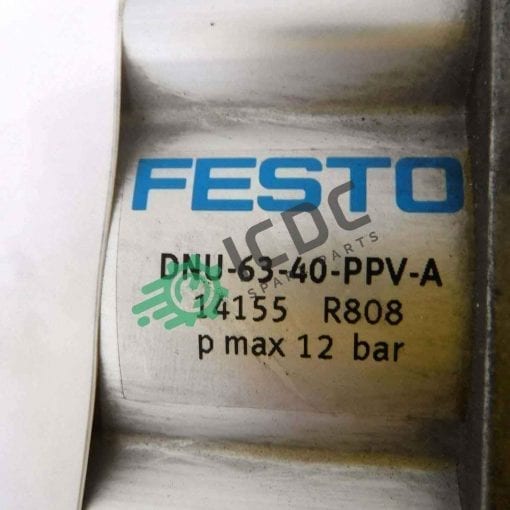 FESTO
ICDC
SPARE PARTS
DNU-63-40-PPV-A
14155 R808
p max 12 bar